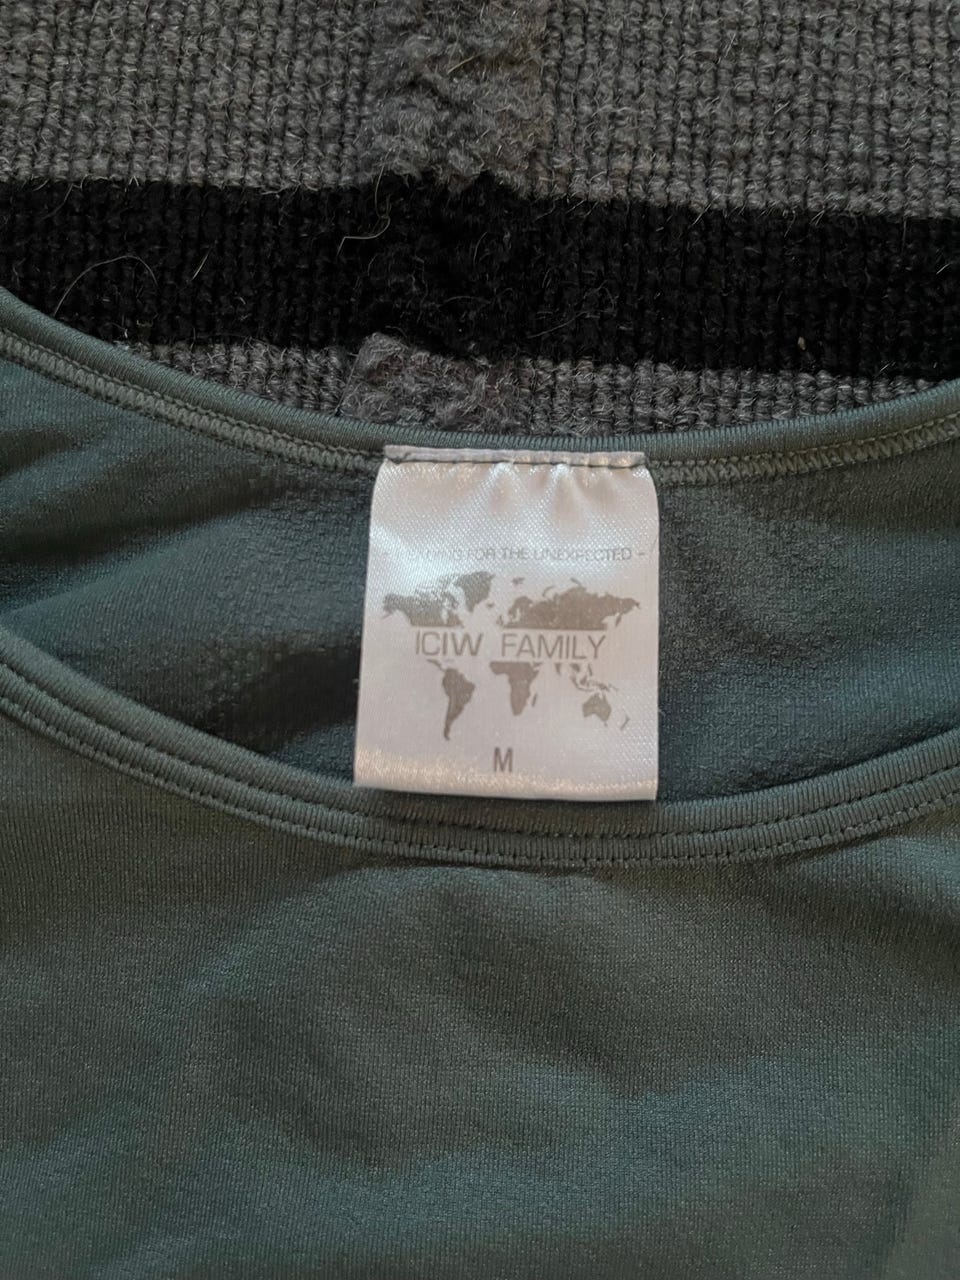 FOR THE UNEXPECTED -
ICIW FAMILY
M